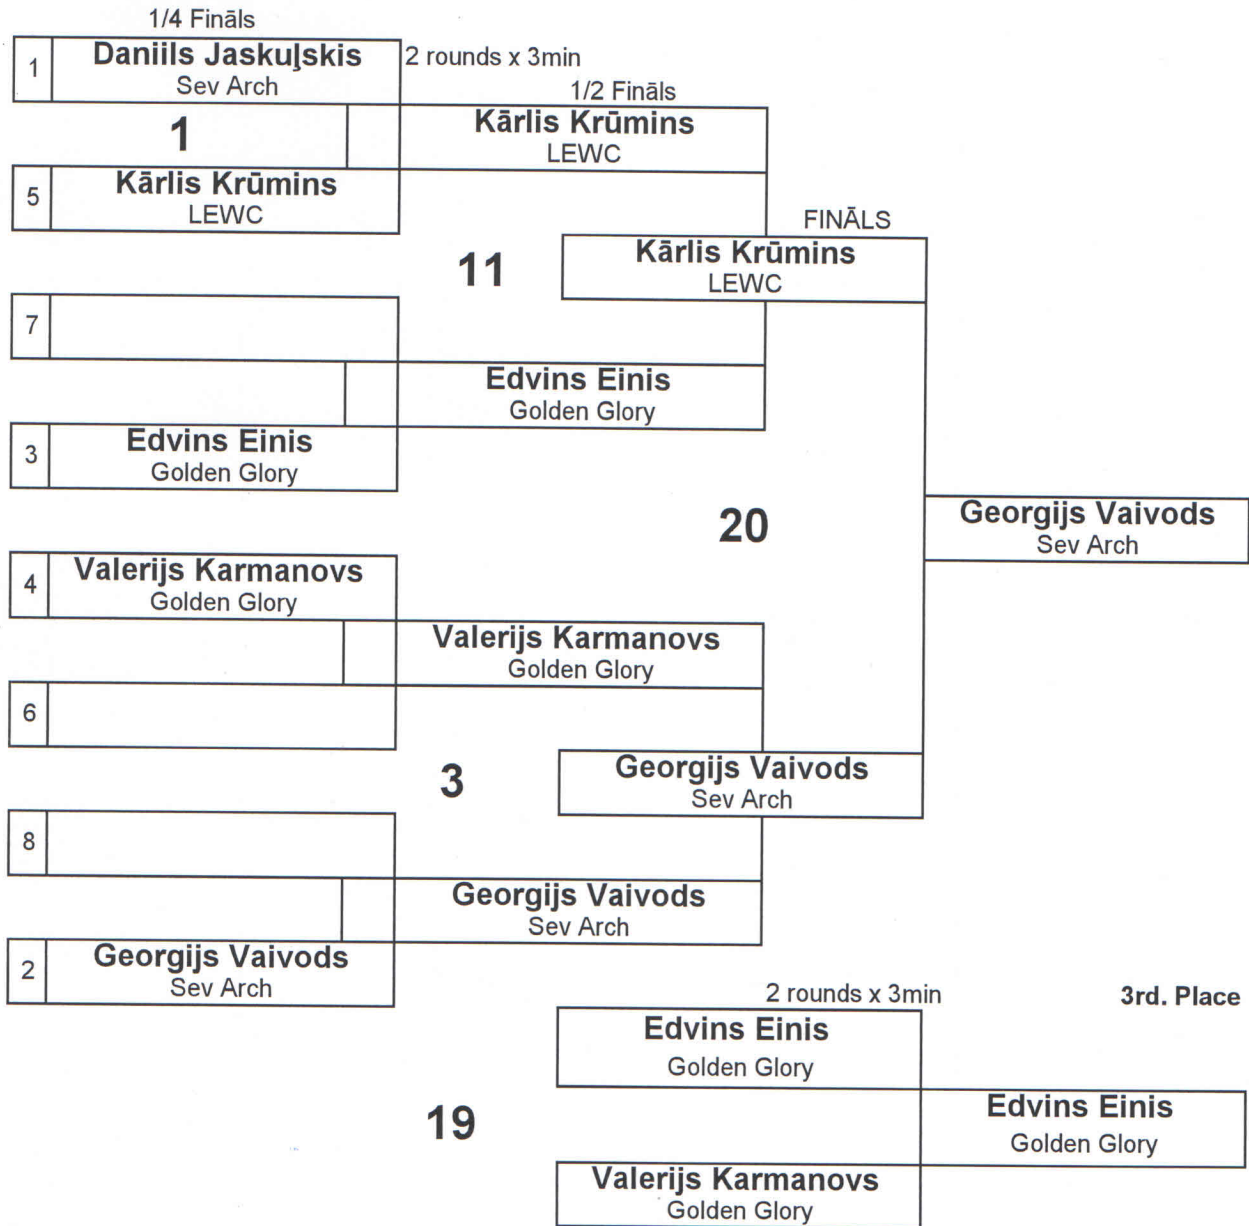 1/4 Fināls
1
Daniils Jaskuļskis
Sev Arch
2 rounds x 3min
1/2 Fināls
Kārlis Krūmins
LEWC
1
5
Kārlis Krūmins
LEWC
FINĀLS
11
Kārlis Krūmins
LEWC
7
Edvins Einis
Golden Glory
3
Edvins Einis
Golden Glory
20
Georgijs Vaivods
Sev Arch
4
Valerijs Karmanovs
Golden Glory
Valerijs Karmanovs
Golden Glory
6
3
Georgijs Vaivods
Sev Arch
8
Georgijs Vaivods
Sev Arch
2
Georgijs Vaivods
Sev Arch
2 rounds x 3min
3rd. Place
Edvins Einis
Golden Glory
19
Edvins Einis
Golden Glory
Valerijs Karmanovs
Golden Glory